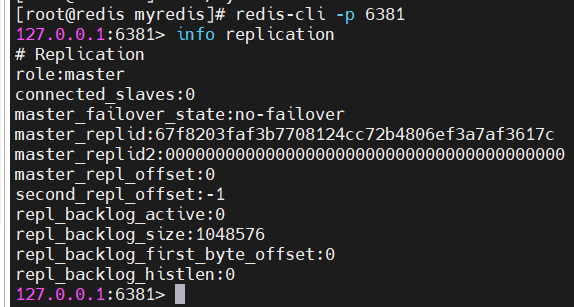 [root@redis myredis]# redis-cli -p 6381
127.0.0.1:6381> info replication
# Replication
role:master
connected_slaves:0
master_failover_state:no-failover
master_replid:67f8203faf3b7708124cc72b4806ef3a7af3617c
master_replid2:0000000000000000000000000000000000000000
master_repl_offset:0
second_repl_offset:-1
repl_backlog_active:0
repl_backlog_size:1048576
repl_backlog_first_byte_offset:0
repl_backlog_histlen:0
127.0.0.1:6381>